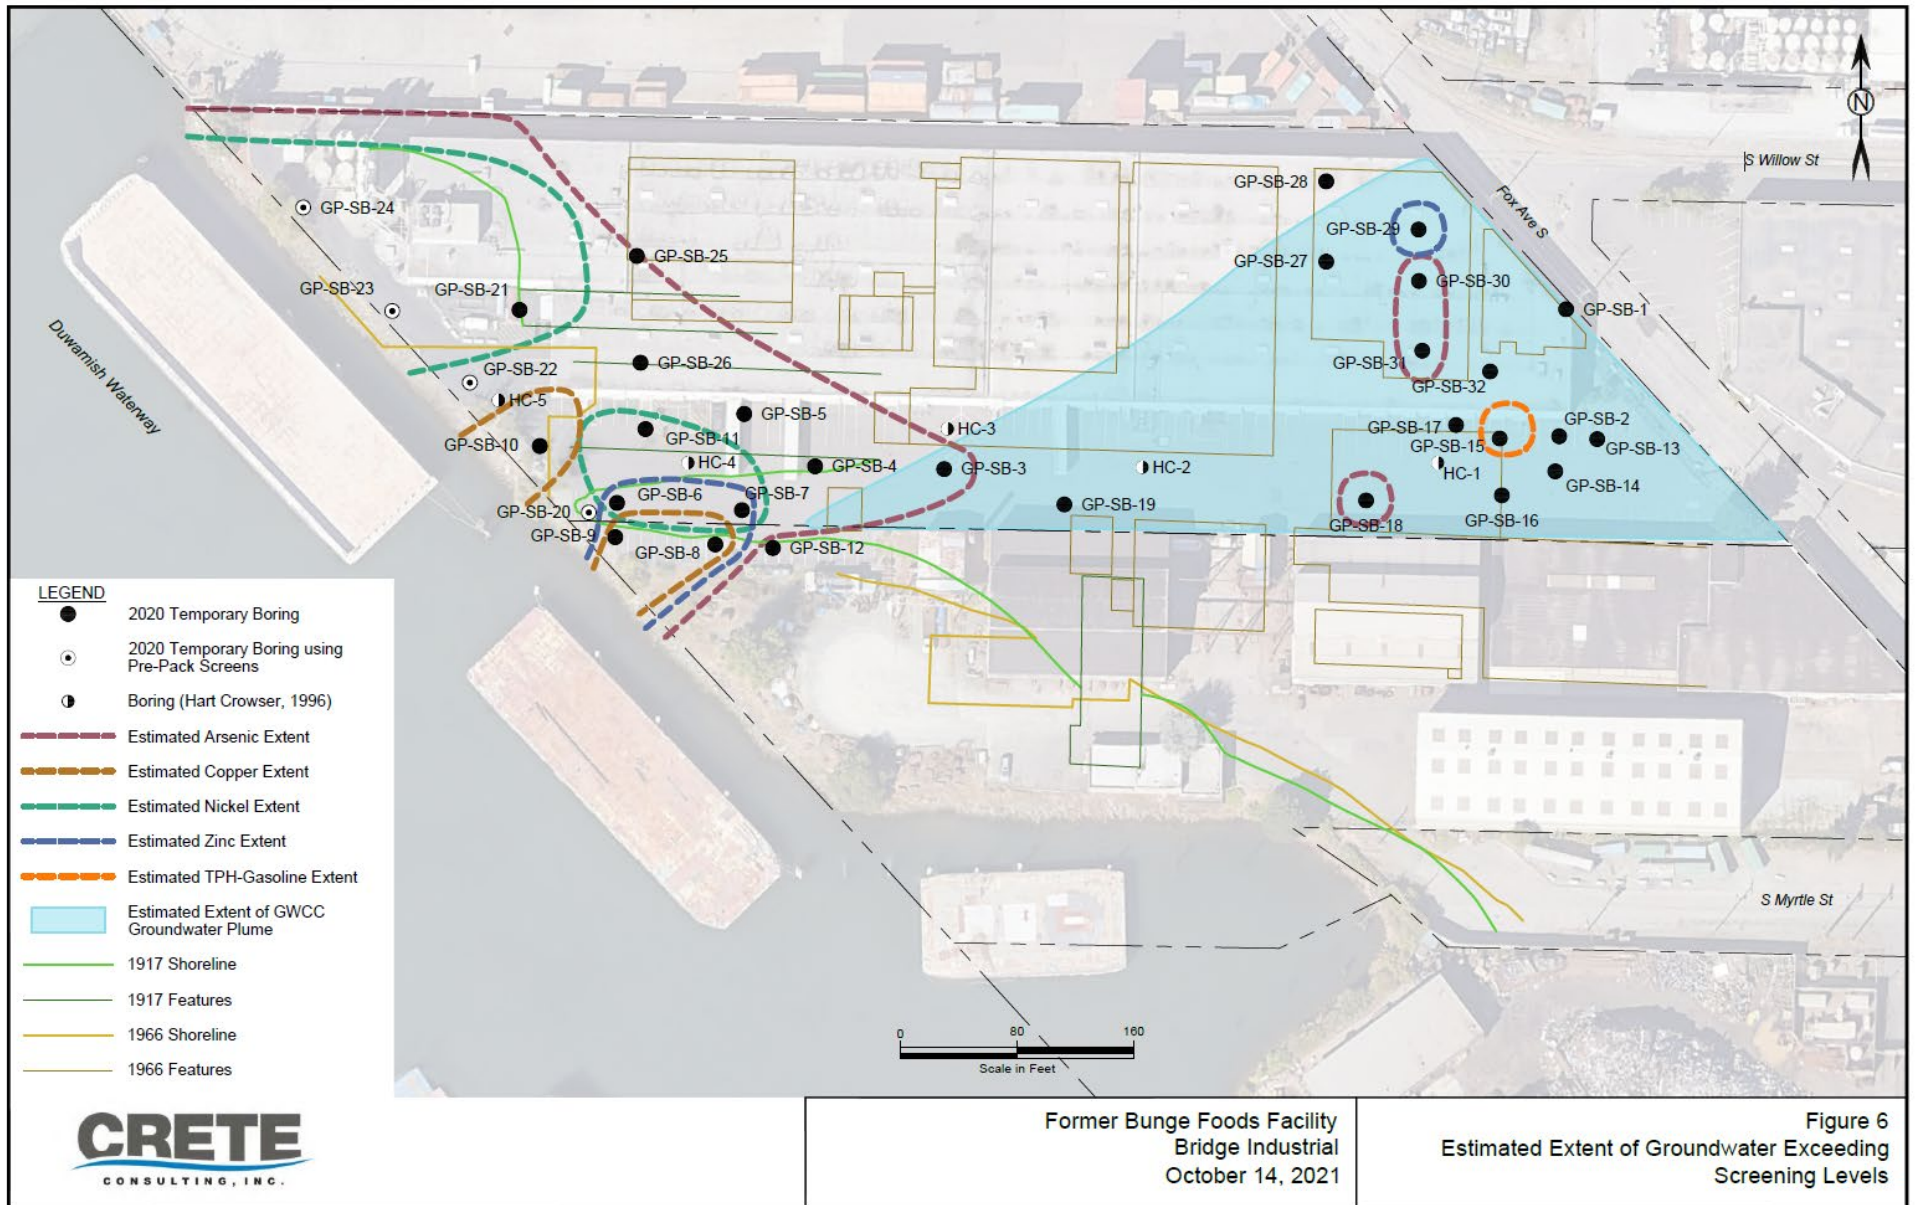 N
S Willow St
Fox Ave S
GP-SB-28
GP-SB-24
GP-SB-29
GP-SB-25
GP-SB-27
GP-SB-30
GP-SB-23
GP-SB-21
GP-SB-1
Duwamish Waterway
GP-SB-26
GP-SB-31
GP-SB-22
GP-SB-32
HC-5
GP-SB-5
GP-SB-2
HC-3
GP-SB-17
GP-SB-11
GP-SB-10
GP-SB-15
GP-SB-13
HC-4
GP-SB-4
GP-SB-3
HC-2
HC-1
GP-SB-14
GP-SB-6
GP-SB-7
GP-SB-19
GP-SB-20
GP-SB-18
GP-SB-16
GP-SB-9
GP-SB-8
GP-SB-12
LEGEND
2020 Temporary Boring
2020 Temporary Boring using
Pre-Pack Screens
Boring (Hart Crowser, 1996)
Estimated Arsenic Extent
Estimated Copper Extent
Estimated Nickel Extent
Estimated Zinc Extent
Estimated TPH-Gasoline Extent
Estimated Extent of GWCC
Groundwater Plume
1917 Shoreline
1917 Features
1966 Shoreline
1966 Features
S Myrtle St
0 80 160
Scale in Feet
CRETE
CONSULTING, INC.
Former Bunge Foods Facility
Bridge Industrial
October 14, 2021
Figure 6
Estimated Extent of Groundwater Exceeding
Screening Levels